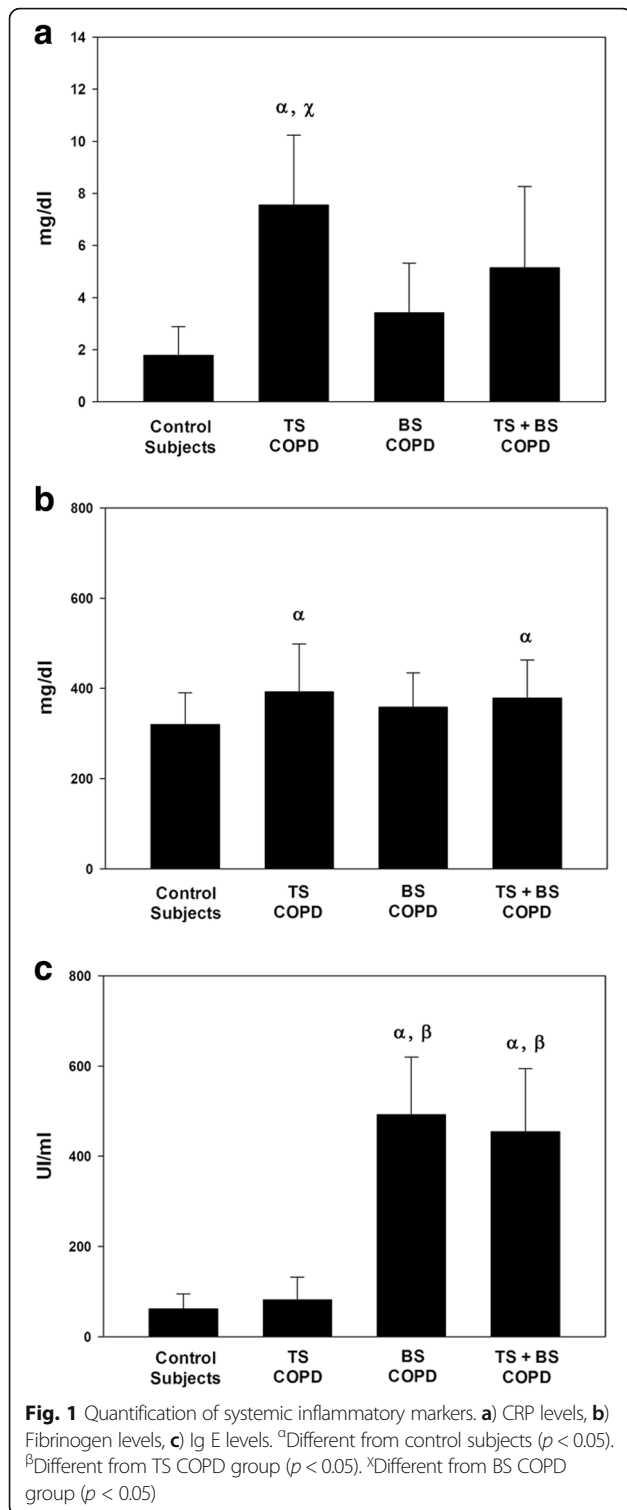 a
14
12
10
8
6
4
2
0
mg/dl
α, χ
Control Subjects
TS COPD
BS COPD
TS + BS COPD
b
800
600
400
200
0
mg/dl
α
α
Control Subjects
TS COPD
BS COPD
TS + BS COPD
c
800
600
400
200
0
UI/ml
α, β
α, β
Control Subjects
TS COPD
BS COPD
TS + BS COPD
Fig. 1 Quantification of systemic inflammatory markers. a) CRP levels, b)
Fibrinogen levels, c) Ig E levels. αDifferent from control subjects (p < 0.05).
βDifferent from TS COPD group (p < 0.05). χDifferent from BS COPD
group (p < 0.05)